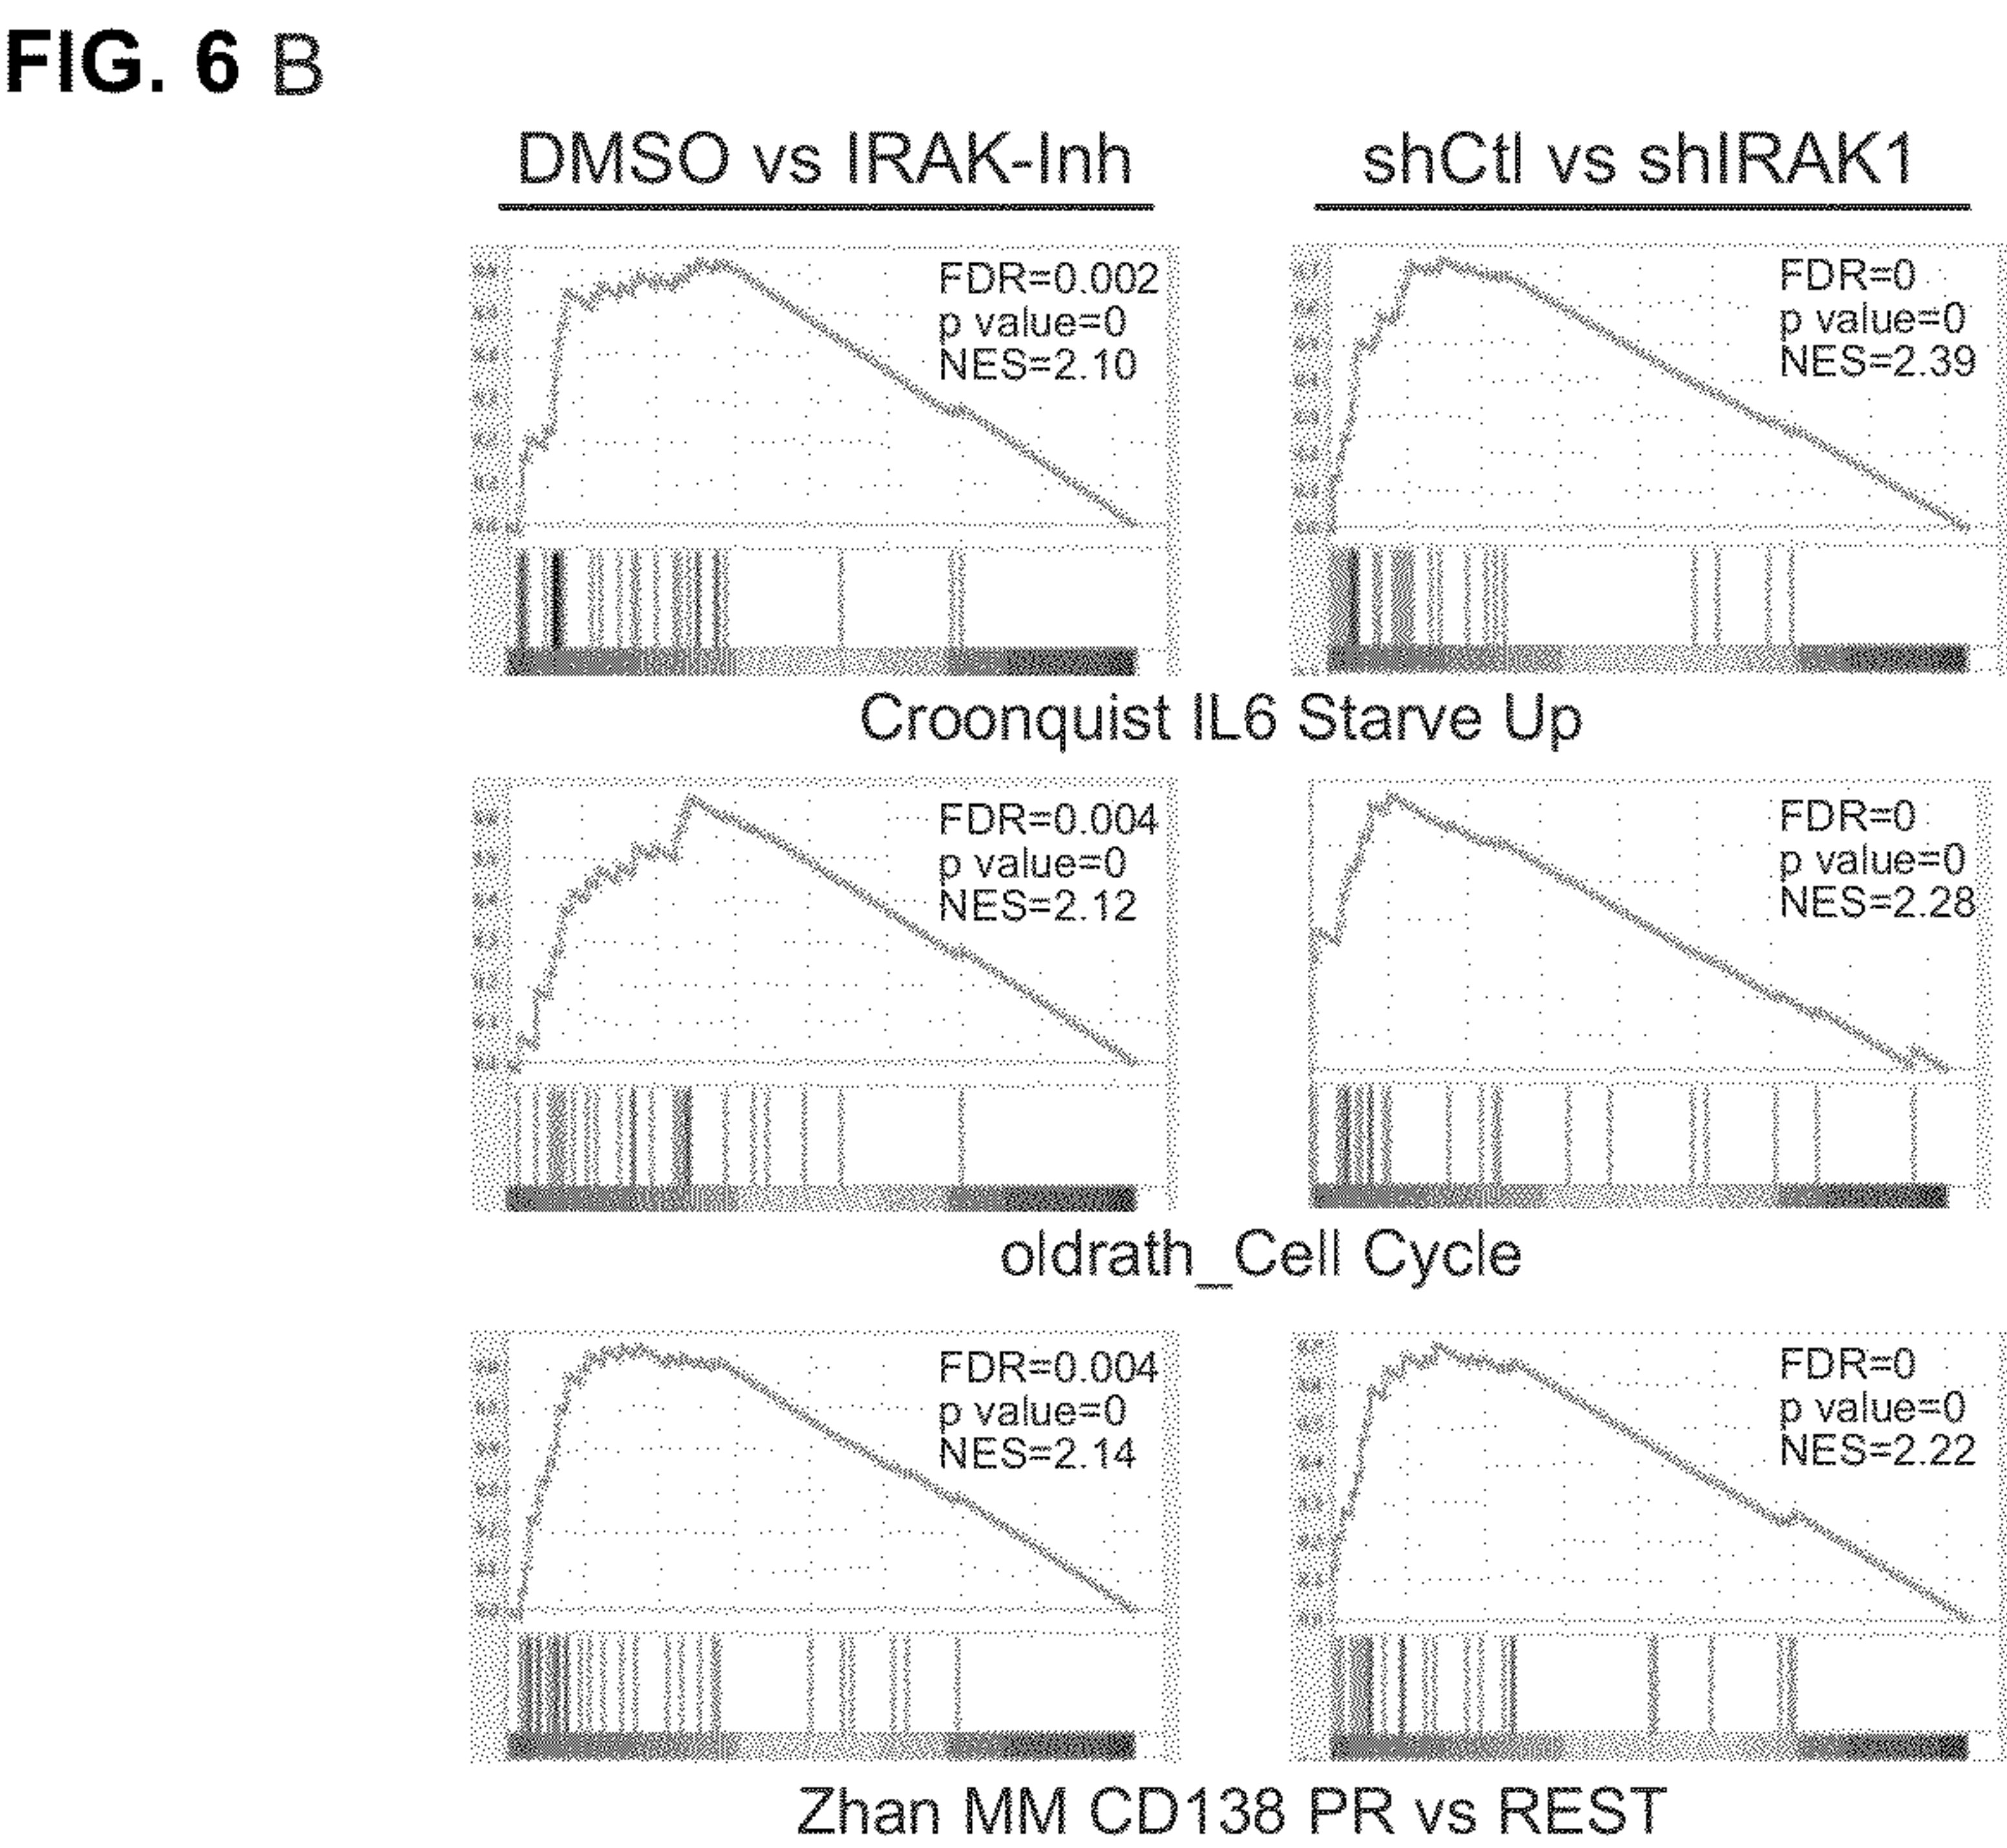 FIG. 6 B
DMSO vs IRAK-Inh
shCtl vs shIRAK1
FDR=0.002
p value=0
NES=2.10
FDR=0
p value=0
NES=2.39
Croonquist IL6 Starve Up
FDR=0.004
p value=0
NES=2.12
FDR=0
p value=0
NES=2.28
oldrath_Cell Cycle
FDR=0.004
p value=0
NES=2.14
FDR=0
p value=0
NES=2.22
Zhan MM CD138 PR vs REST